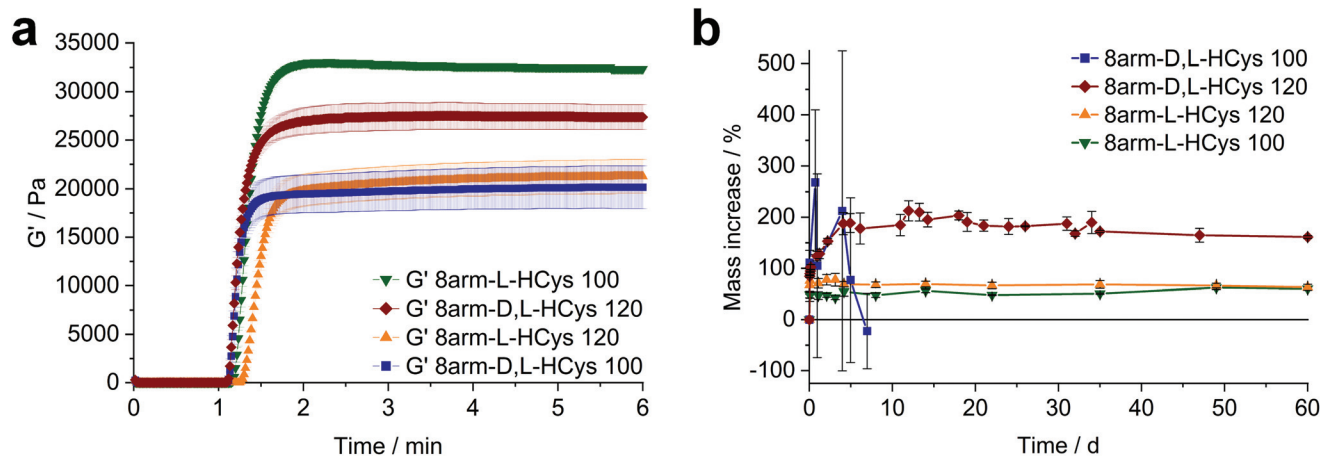 a
35000
30000
25000
20000
15000
10000
5000
0
G' / Pa
0 1 2 3 4 5 6
Time / min
G' 8arm-L-HCys 100
G' 8arm-D,L-HCys 120
G' 8arm-L-HCys 120
G' 8arm-D,L-HCys 100
b
500
400
300
200
100
0
-100
Mass increase / %
0 10 20 30 40 50 60
Time / d
8arm-D,L-HCys 100
8arm-D,L-HCys 120
8arm-L-HCys 120
8arm-L-HCys 100